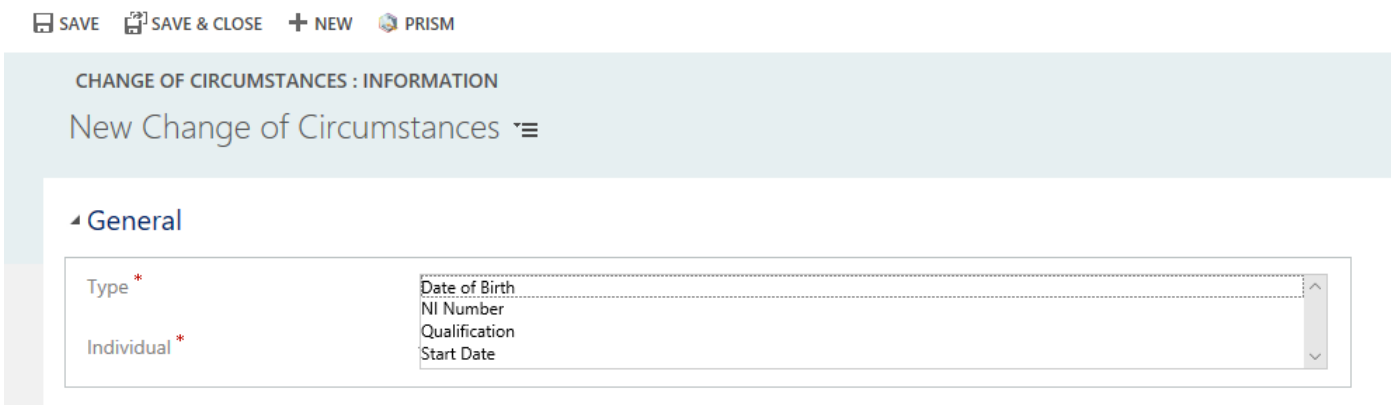 SAVE SAVE & CLOSE NEW PRISM
CHANGE OF CIRCUMSTANCES : INFORMATION
New Change of Circumstances
General
Type *
Date of Birth
NI Number
Qualification
Individual *
Start Date